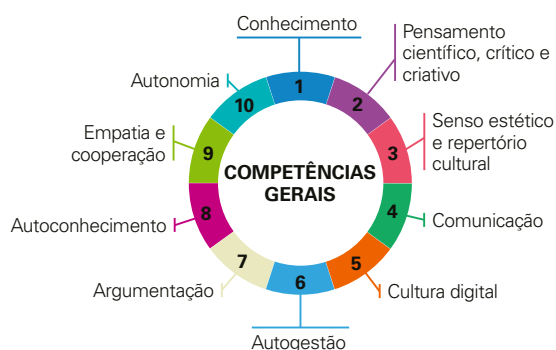 Conhecimento
1
Pensamento
científico, crítico e
criativo
2
Senso estético
e repertório
cultural
3
Comunicação
4
Cultura digital
5
Autogestão
6
Argumentação
7
Autoconhecimento
8
Empatia e
cooperação
9
Autonomia
10
COMPETÊNCIAS
GERAIS